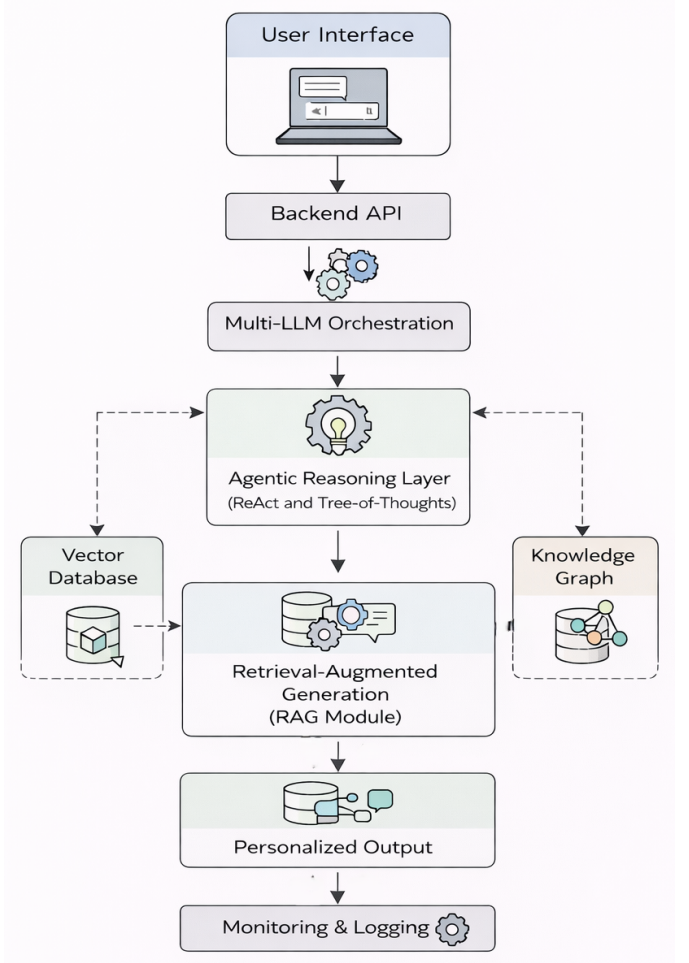 User Interface
Backend API
Multi-LLM Orchestration
Agentic Reasoning Layer
(ReAct and Tree-of-Thoughts)
Vector
Database
Knowledge
Graph
Retrieval-Augmented
Generation
(RAG Module)
Personalized Output
Monitoring & Logging